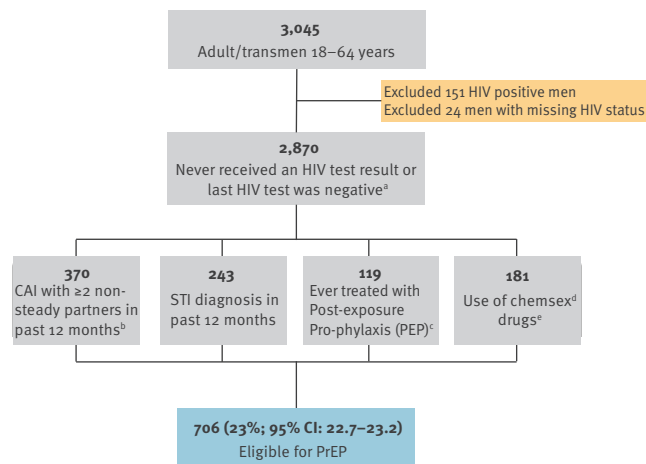 3,045
Adult/transmen 18–64 years
Excluded 151 HIV positive men
Excluded 24 men with missing HIV status
2,870
Never received an HIV test result or
last HIV test was negativeᵃ
370
CAI with ≥2 non-
steady partners in
past 12 monthsᵇ
243
STI diagnosis in
past 12 months
119
Ever treated with
Post-exposure
Pro-phylaxis (PEP)ᶜ
181
Use of chemsexᵈ
drugsᵉ
706 (23%; 95% CI: 22.7–23.2)
Eligible for PrEP